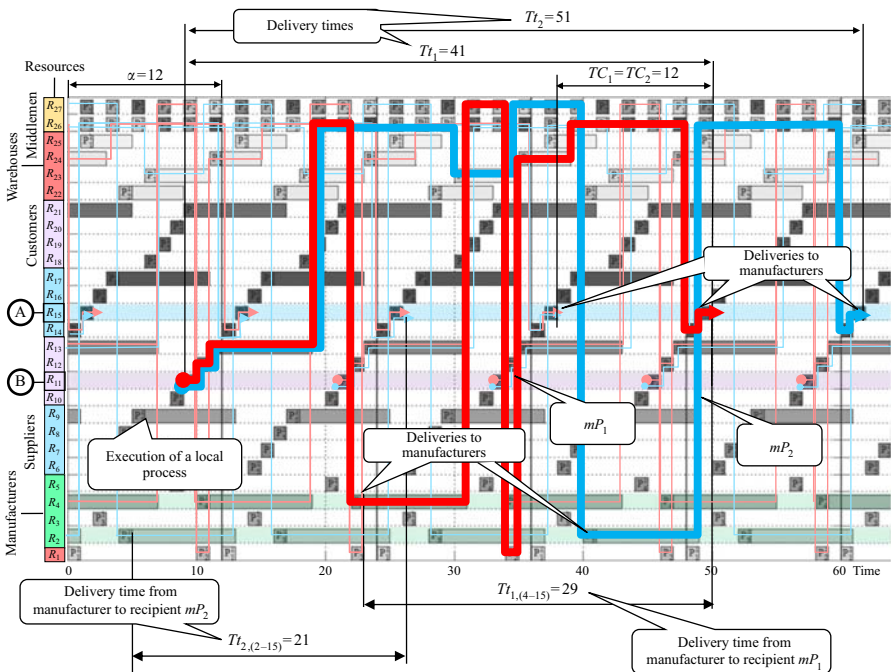 Delivery times
Tt₂=51
Tt₁=41
Resources
α=12
TC₁=TC₂=12
Middlemen
Warehouses
Customers
Suppliers
Manufacturers
R₂₇
R₂₆
R₂₅
R₂₄
R₂₃
R₂₂
R₂₁
R₂₀
R₁₉
R₁₈
R₁₇
R₁₆
R₁₅
R₁₄
R₁₃
R₁₂
R₁₁
R₁₀
R₉
R₈
R₇
R₆
R₅
R₄
R₃
R₂
R₁
A
B
Deliveries to
manufacturers
Execution of a local
process
Deliveries to
manufacturers
mP₁
mP₂
0
10
20
30
40
50
60
Time
Delivery time from
manufacturer to recipient mP₂
Tt₁,₍₄₋₁₅₎=29
Tt₂,₍₂₋₁₅₎=21
Delivery time from
manufacturer to recipient mP₁